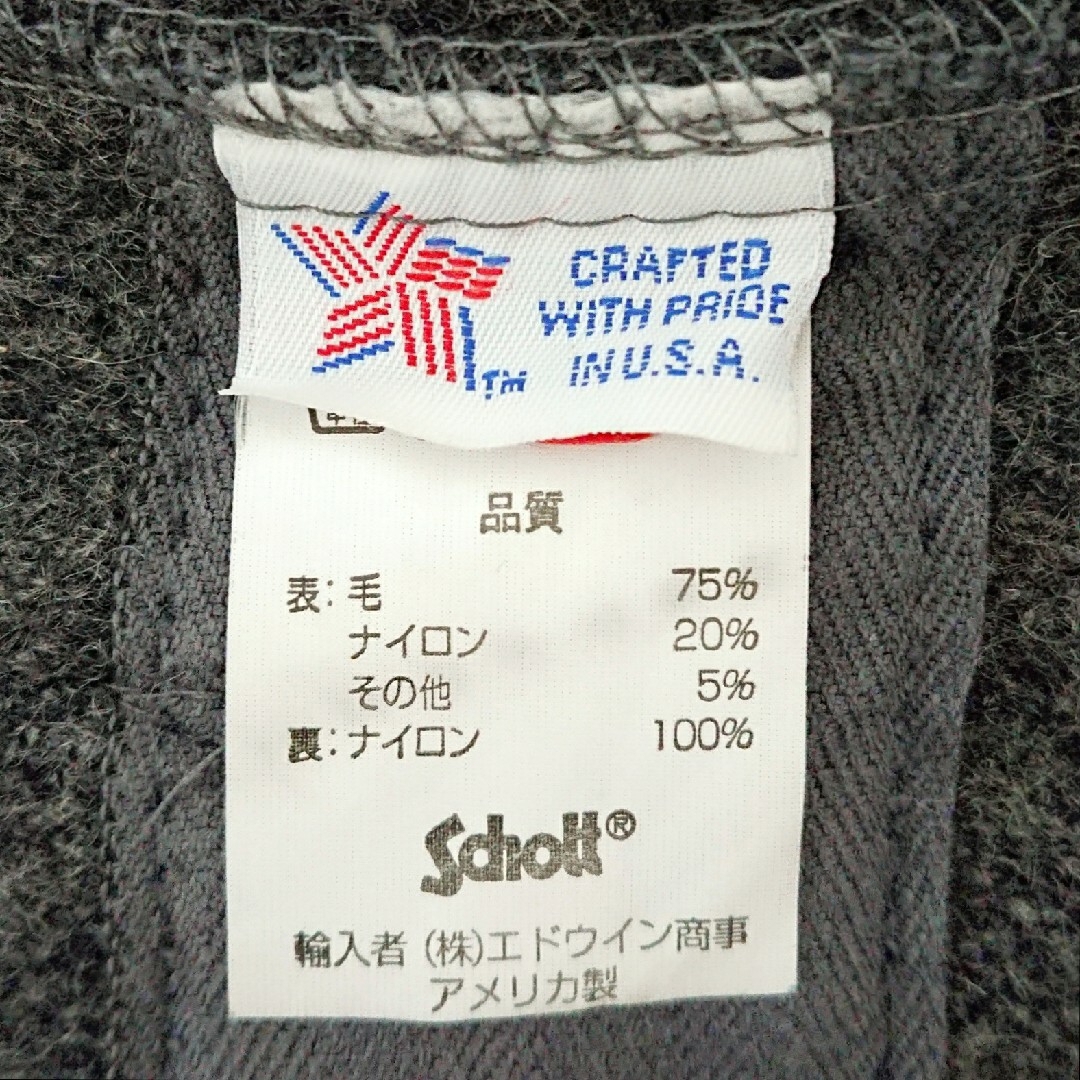 CRAFTED
WITH PRIDE
IN U.S.A.
TM
品質
表: 毛 75%
ナイロン 20%
その他 5%
裏: ナイロン 100%
Schott®
輸入者 (株)エドウイン商事
アメリカ製